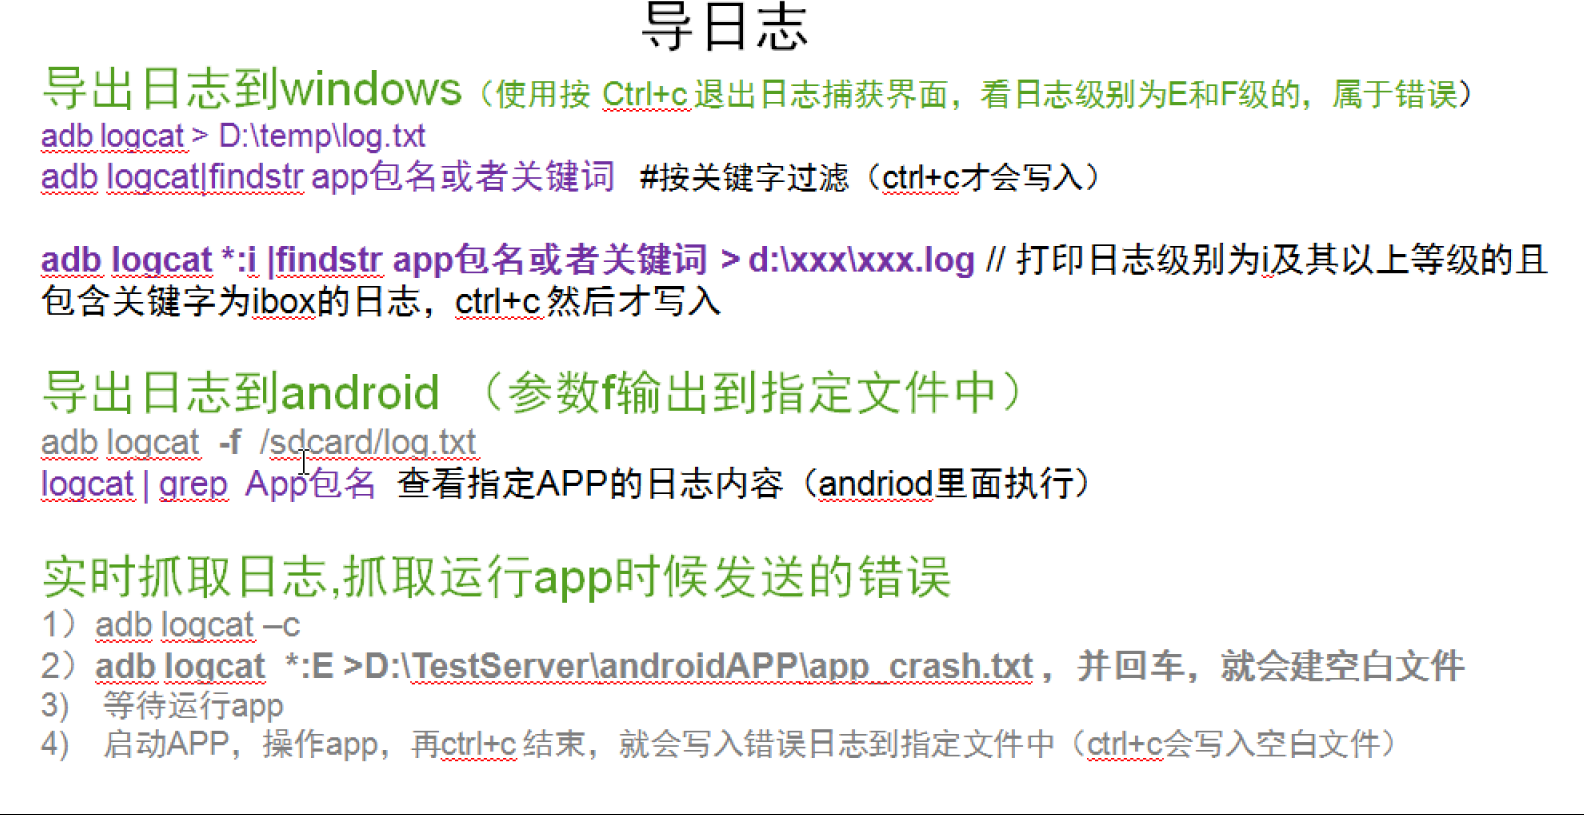 导日志
导出日志到windows（使用按 Ctrl+c 退出日志捕获界面，看日志级别为E和F级的，属于错误）
adb logcat > D:\temp\log.txt
adb logcat|findstr app包名或者关键词 #按关键字过滤（ctrl+c才会写入）
adb logcat *:i |findstr app包名或者关键词 > d:\xxx\xxx.log // 打印日志级别为i及其以上等级的且
包含关键字为ibox的日志，ctrl+c 然后才写入
导出日志到android （参数f输出到指定文件中）
adb logcat -f /sdcard/log.txt
logcat | grep App包名 查看指定APP的日志内容（andriod里面执行）
实时抓取日志,抓取运行app时候发送的错误
1）adb logcat –c
2）adb logcat *:E >D:\TestServer\androidAPP\app_crash.txt ，并回车，就会建空白文件
3) 等待运行app
4) 启动APP，操作app，再ctrl+c 结束，就会写入错误日志到指定文件中（ctrl+c会写入空白文件）